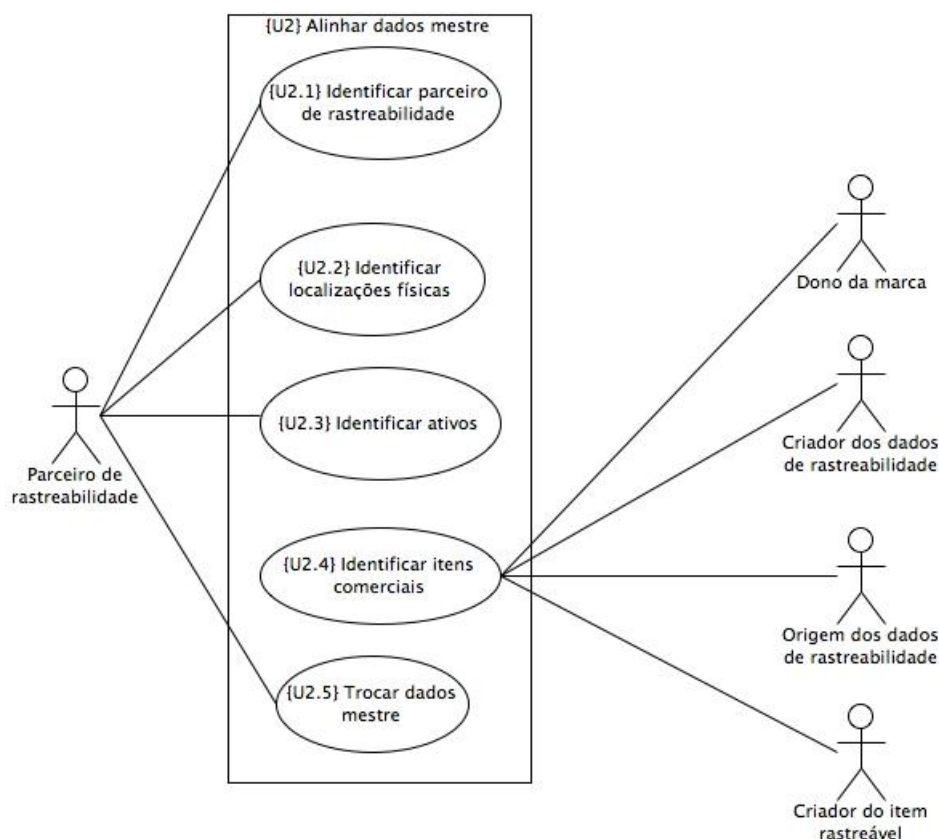 {U2} Alinhar dados mestre
{U2.1} Identificar parceiro
de rastreabilidade
{U2.2} Identificar
localizações físicas
{U2.3} Identificar ativos
{U2.4} Identificar itens
comerciais
{U2.5} Trocar dados
mestre
Parceiro de
rastreabilidade
Dono da marca
Criador dos dados
de rastreabilidade
Origem dos dados
de rastreabilidade
Criador do item
rastreável